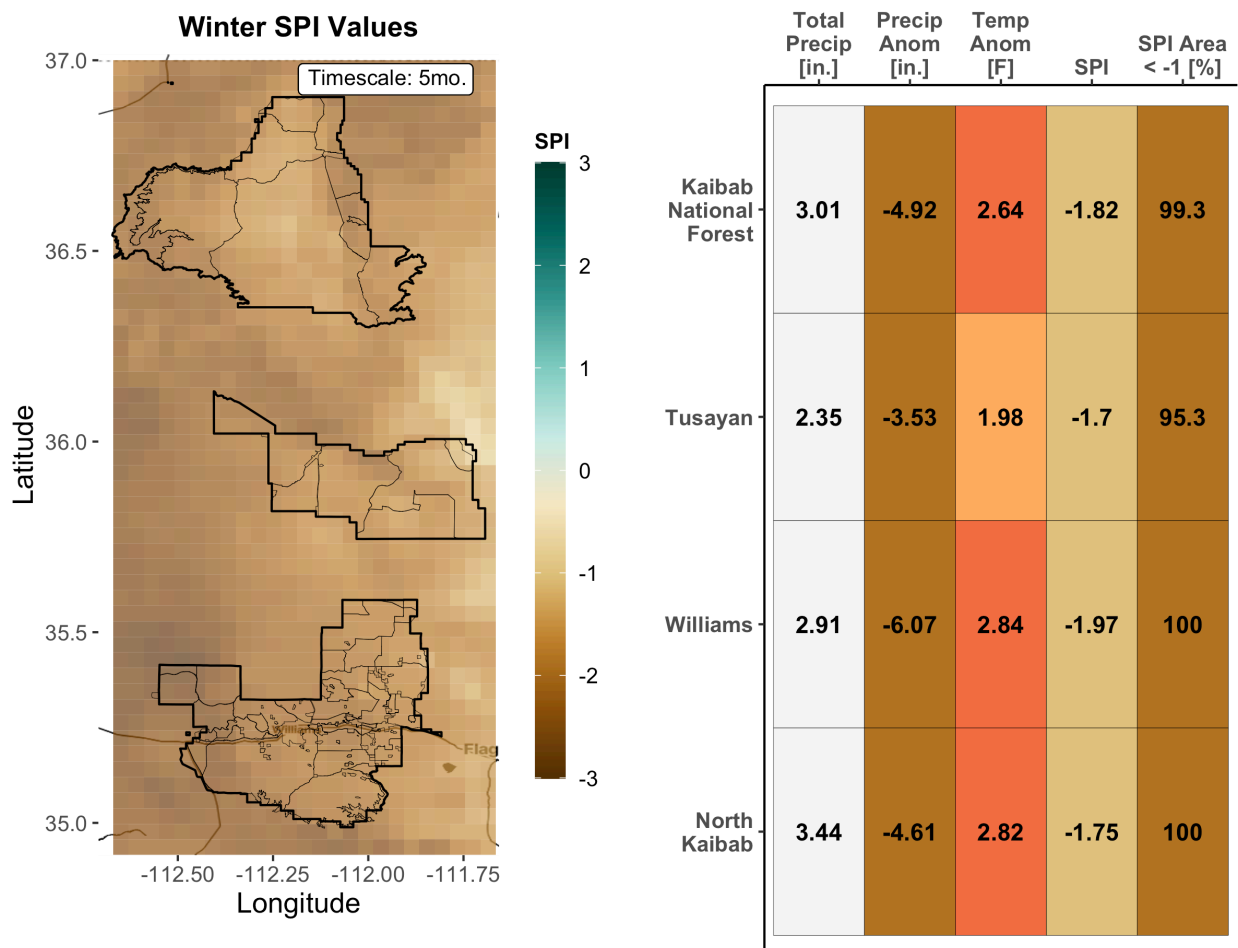 Winter SPI Values
Timescale: 5mo.
37.0
36.5
36.0
35.5
35.0
Latitude
-112.50 -112.25 -112.00 -111.75
Longitude
Williams
Flag
SPI
3
2
1
0
-1
-2
-3
Total Precip [in.]
Precip Anom [in.]
Temp Anom [F]
SPI
SPI Area < -1 [%]
Kaibab National Forest
3.01 -4.92 2.64 -1.82 99.3
Tusayan
2.35 -3.53 1.98 -1.7 95.3
Williams
2.91 -6.07 2.84 -1.97 100
North Kaibab
3.44 -4.61 2.82 -1.75 100